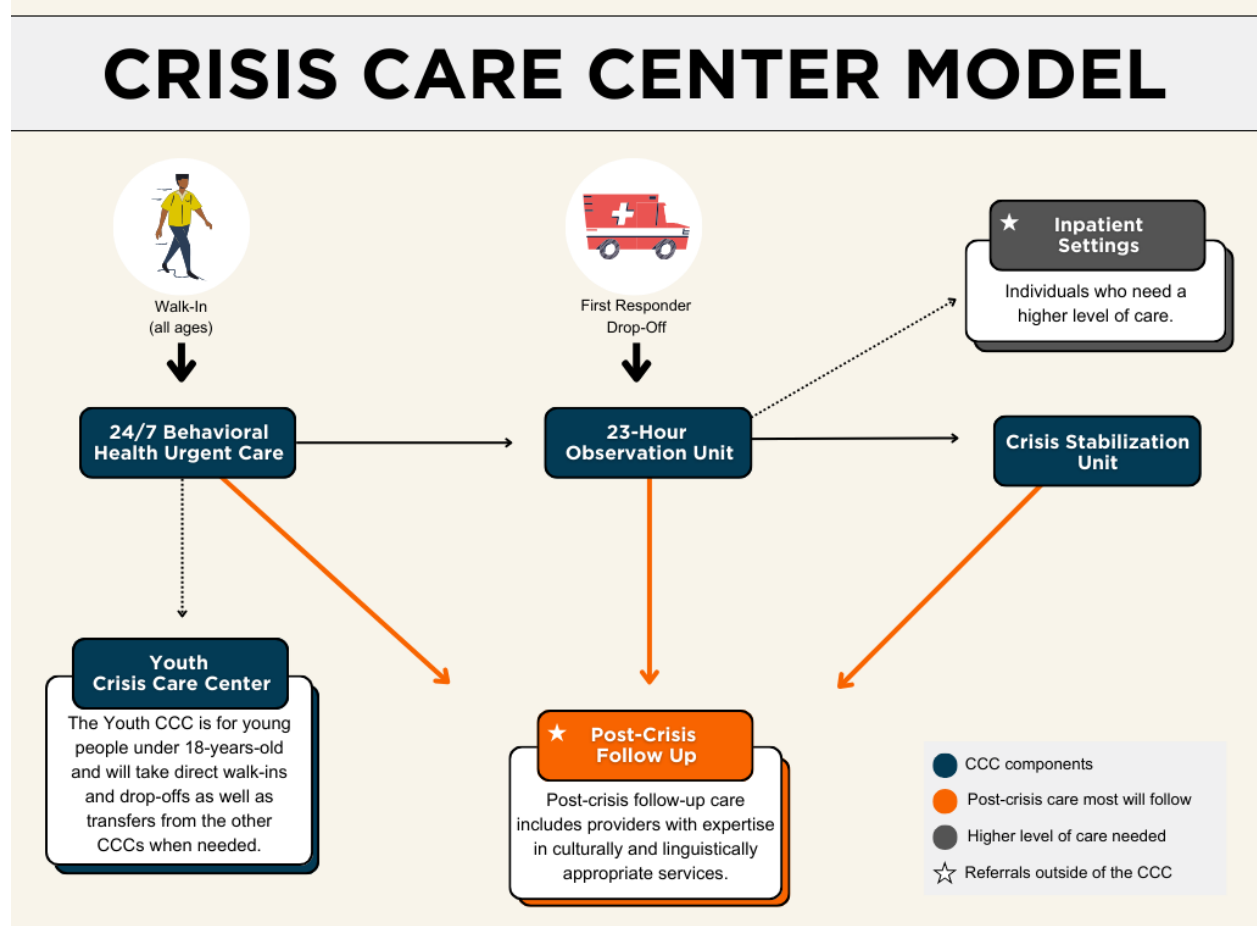 CRISIS CARE CENTER MODEL
Walk-In
(all ages)
First Responder
Drop-Off
Inpatient
Settings
Individuals who need a
higher level of care.
24/7 Behavioral
Health Urgent Care
23-Hour
Observation Unit
Crisis Stabilization
Unit
Youth
Crisis Care Center
The Youth CCC is for young
people under 18-years-old
and will take direct walk-ins
and drop-offs as well as
transfers from the other
CCCs when needed.
Post-Crisis
Follow Up
Post-crisis follow-up care
includes providers with expertise
in culturally and linguistically
appropriate services.
CCC components
Post-crisis care most will follow
Higher level of care needed
Referrals outside of the CCC